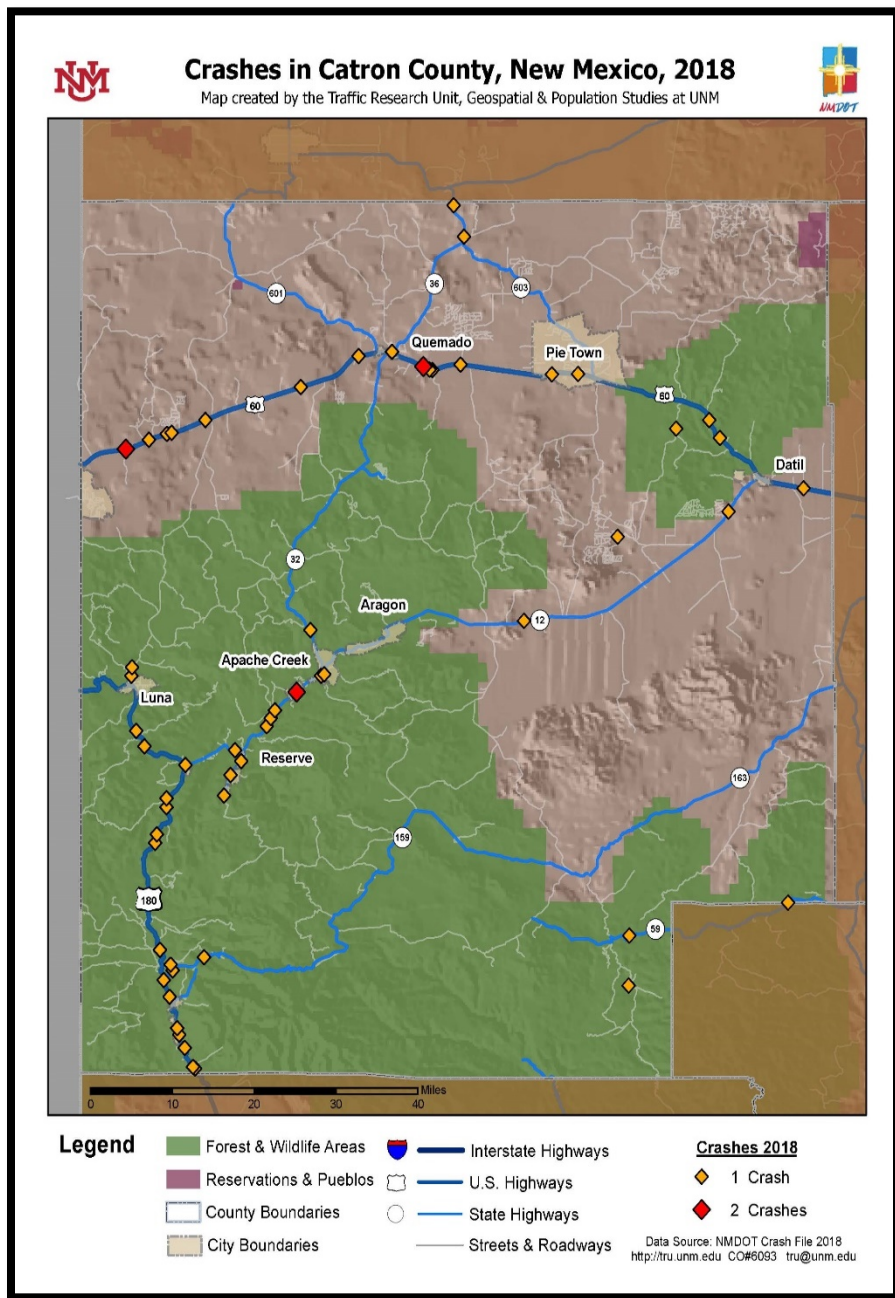 Crashes in Catron County, New Mexico, 2018
Map created by the Traffic Research Unit, Geospatial & Population Studies at UNM
NM
NMDOT
601
36
603
Quemado
Pie Town
60
60
Datil
32
Aragon
12
Apache Creek
Luna
Reserve
163
159
180
59
Miles
0 10 20 30 40
Legend
Forest & Wildlife Areas
Reservations & Pueblos
County Boundaries
City Boundaries
Interstate Highways
U.S. Highways
State Highways
Streets & Roadways
Crashes 2018
1 Crash
2 Crashes
Data Source: NMDOT Crash File 2018
http://tru.unm.edu CO#6093 tru@unm.edu